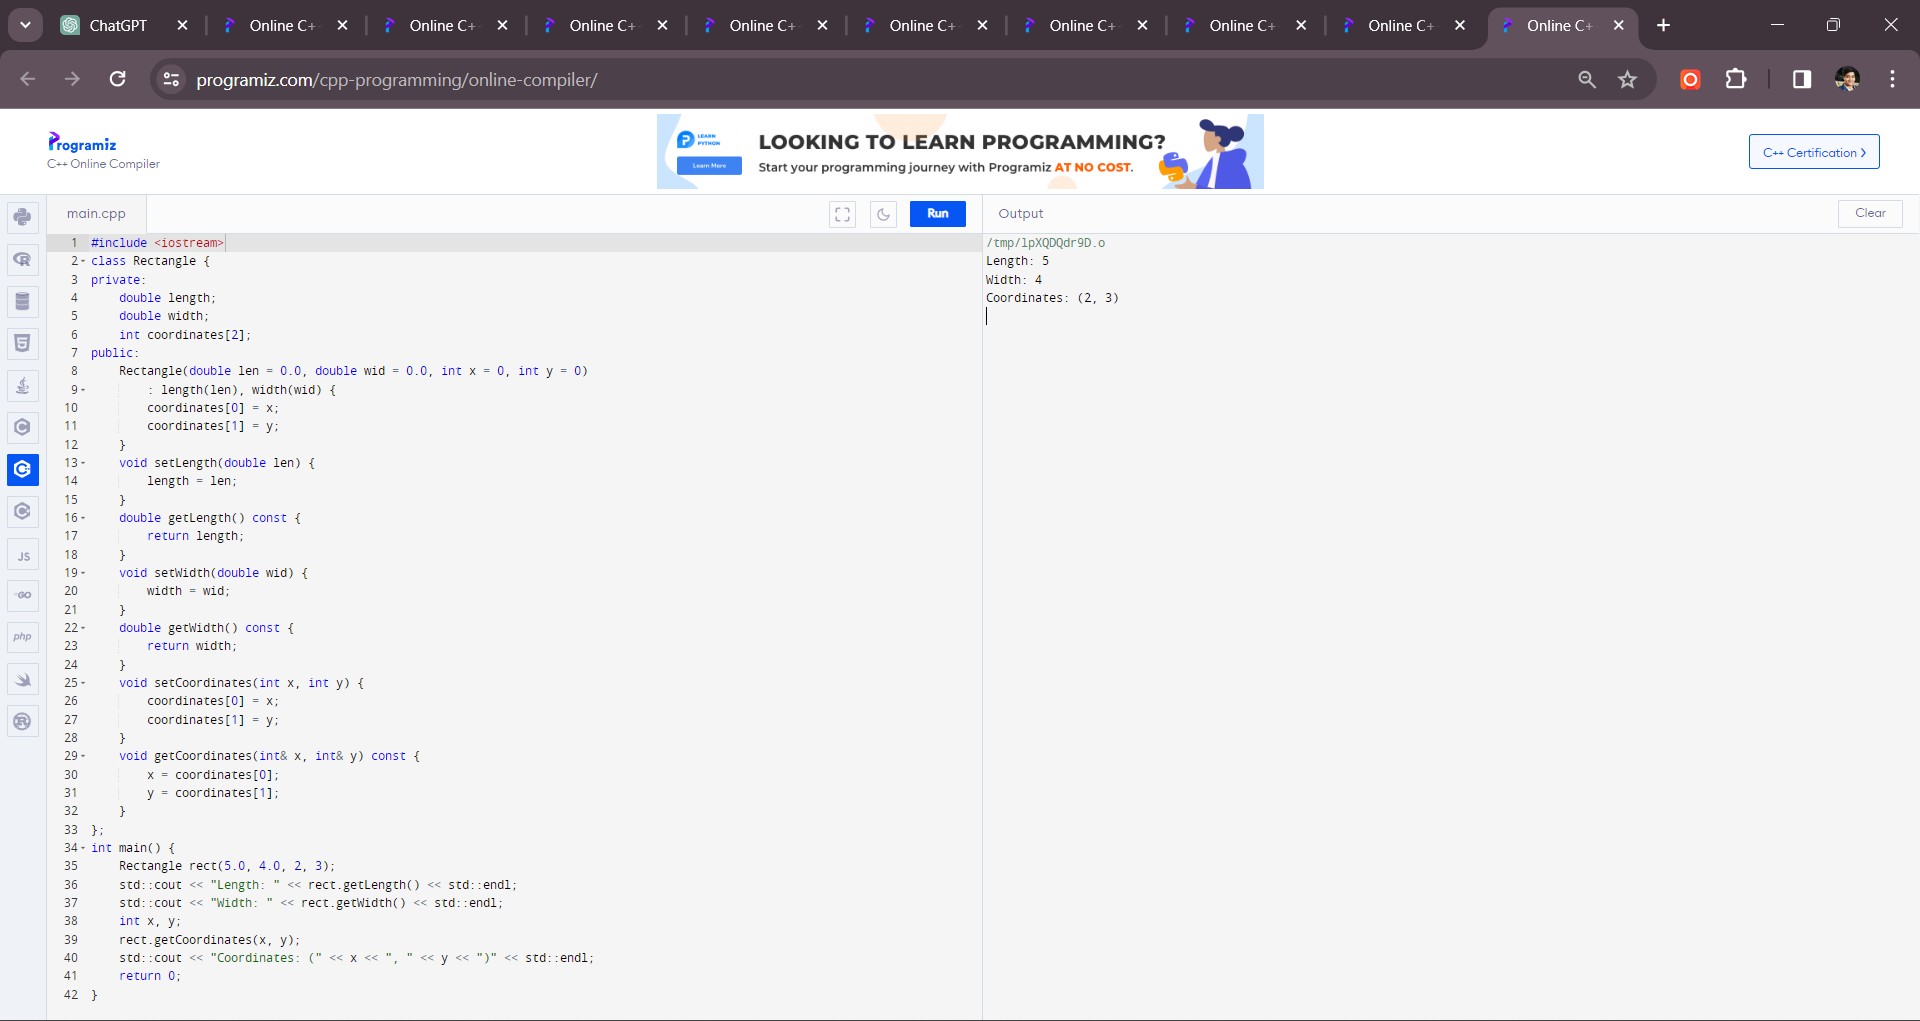 ChatGPT
Online C+
Online C+
Online C+
Online C+
Online C+
Online C+
Online C+
Online C+
Online C+
programiz.com/cpp-programming/online-compiler/
Programiz
C++ Online Compiler
LEARN
PYTHON
Learn More
LOOKING TO LEARN PROGRAMMING?
Start your programming journey with Programiz AT NO COST.
C++ Certification >
main.cpp
Run
Output
Clear
JS
GO
php
1 #include <iostream>
2 class Rectangle {
3 private:
4     double length;
5     double width;
6     int coordinates[2];
7 public:
8     Rectangle(double len = 0.0, double wid = 0.0, int x = 0, int y = 0)
9         : length(len), width(wid) {
10         coordinates[0] = x;
11         coordinates[1] = y;
12     }
13     void setLength(double len) {
14         length = len;
15     }
16     double getLength() const {
17         return length;
18     }
19     void setWidth(double wid) {
20         width = wid;
21     }
22     double getWidth() const {
23         return width;
24     }
25     void setCoordinates(int x, int y) {
26         coordinates[0] = x;
27         coordinates[1] = y;
28     }
29     void getCoordinates(int& x, int& y) const {
30         x = coordinates[0];
31         y = coordinates[1];
32     }
33 };
34 int main() {
35     Rectangle rect(5.0, 4.0, 2, 3);
36     std::cout << "Length: " << rect.getLength() << std::endl;
37     std::cout << "Width: " << rect.getWidth() << std::endl;
38     int x, y;
39     rect.getCoordinates(x, y);
40     std::cout << "Coordinates: (" << x << ", " << y << ")" << std::endl;
41     return 0;
42 }
/tmp/lpXQDQdr9D.o
Length: 5
Width: 4
Coordinates: (2, 3)